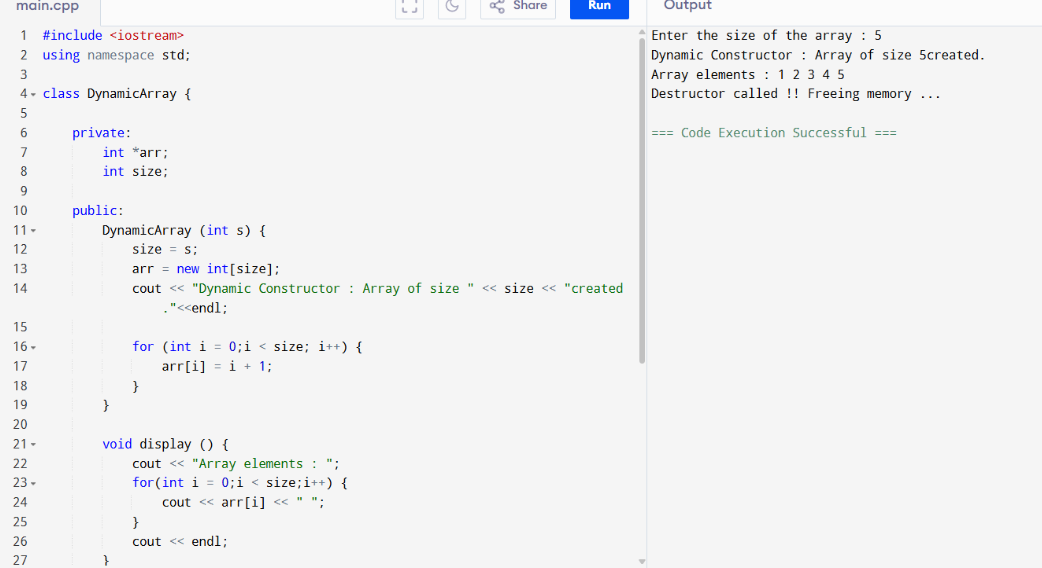 main.cpp
Share
Run
Output
1 #include <iostream>
2 using namespace std;
3
4 class DynamicArray {
5
6 private:
7 int *arr;
8 int size;
9
10 public:
11 DynamicArray (int s) {
12 size = s;
13 arr = new int[size];
14 cout << "Dynamic Constructor : Array of size " << size << "created
."<<endl;
15
16 for (int i = 0;i < size; i++) {
17 arr[i] = i + 1;
18 }
19 }
20
21 void display () {
22 cout << "Array elements : ";
23 for(int i = 0;i < size;i++) {
24 cout << arr[i] << " ";
25 }
26 cout << endl;
27 }
Enter the size of the array : 5
Dynamic Constructor : Array of size 5created.
Array elements : 1 2 3 4 5
Destructor called !! Freeing memory ...
=== Code Execution Successful ===